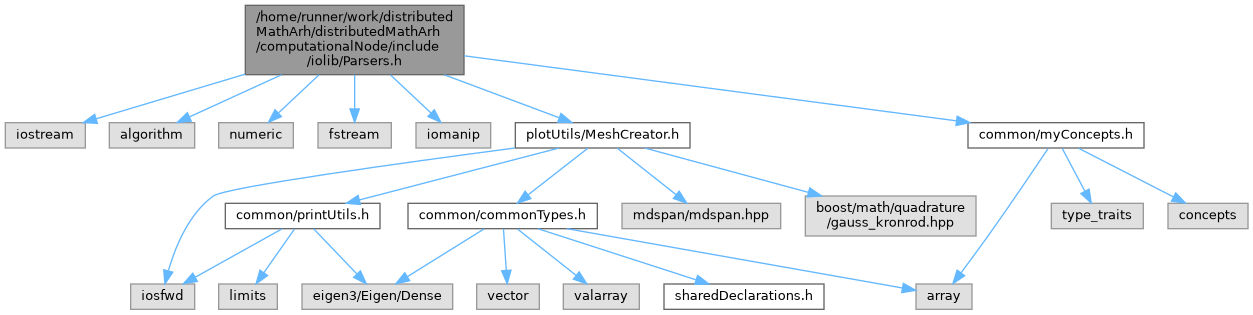 /home/runner/work/distributed
MathArh/distributedMathArh
/computationalNode/include
/iolib/Parsers.h
iostream
algorithm
numeric
fstream
iomanip
plotUtils/MeshCreator.h
common/myConcepts.h
common/printUtils.h
common/commonTypes.h
mdspan/mdspan.hpp
boost/math/quadrature
/gauss_kronrod.hpp
type_traits
concepts
iosfwd
limits
eigen3/Eigen/Dense
vector
valarray
sharedDeclarations.h
array